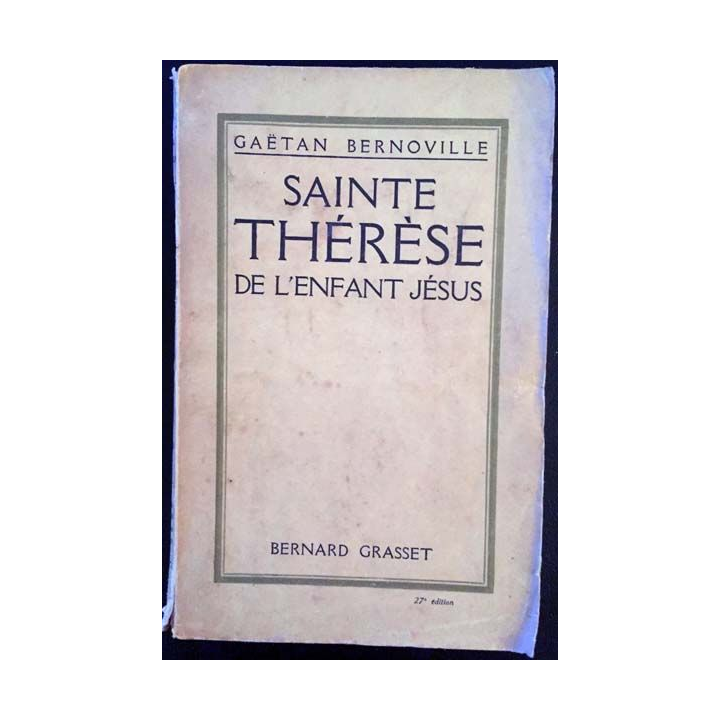 GAËTAN BERNOVILLE
SAINTE
THÉRÈSE
DE L'ENFANT JÉSUS
BERNARD GRASSET
27e édition